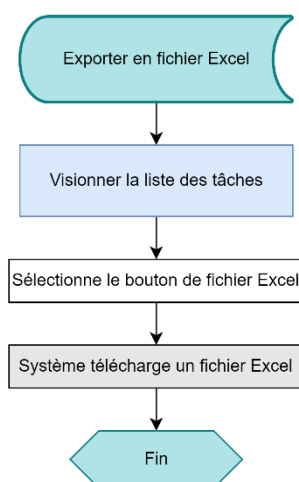 Exporter en fichier Excel
Visionner la liste des tâches
Sélectionne le bouton de fichier Excel
Système télécharge un fichier Excel
Fin